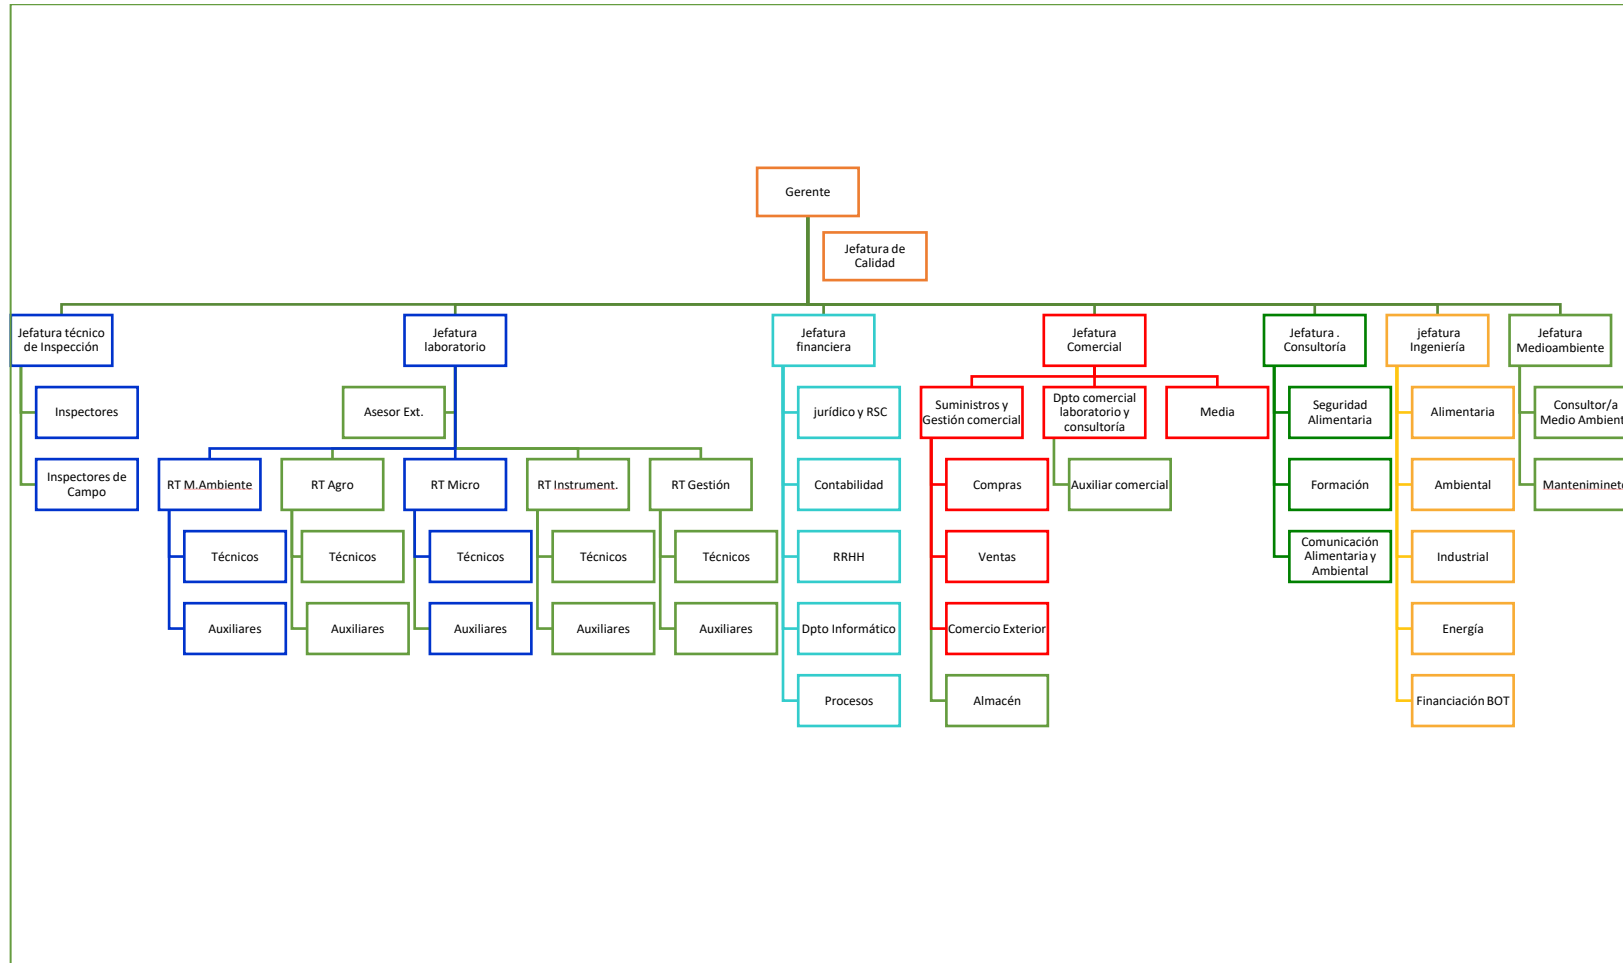 Gerente
Jefatura de
Calidad
Jefatura técnico
de Inspección
Jefatura
laboratorio
Jefatura
financiera
Jefatura
Comercial
Jefatura .
Consultoría
jefatura
Ingeniería
Jefatura
Medioambiente
Inspectores
Asesor Ext.
jurídico y RSC
Suministros y
Gestión comercial
Dpto comercial
laboratorio y
consultoría
Media
Seguridad
Alimentaria
Alimentaria
Consultor/a
Medio Ambient
Inspectores de
Campo
RT M.Ambiente
RT Agro
RT Micro
RT Instrument.
RT Gestión
Contabilidad
Compras
Auxiliar comercial
Formación
Ambiental
Mantenimineto
Técnicos
Técnicos
Técnicos
Técnicos
Técnicos
RRHH
Ventas
Comunicación
Alimentaria y
Ambiental
Industrial
Auxiliares
Auxiliares
Auxiliares
Auxiliares
Auxiliares
Dpto Informático
Comercio Exterior
Energía
Procesos
Almacén
Financiación BOT